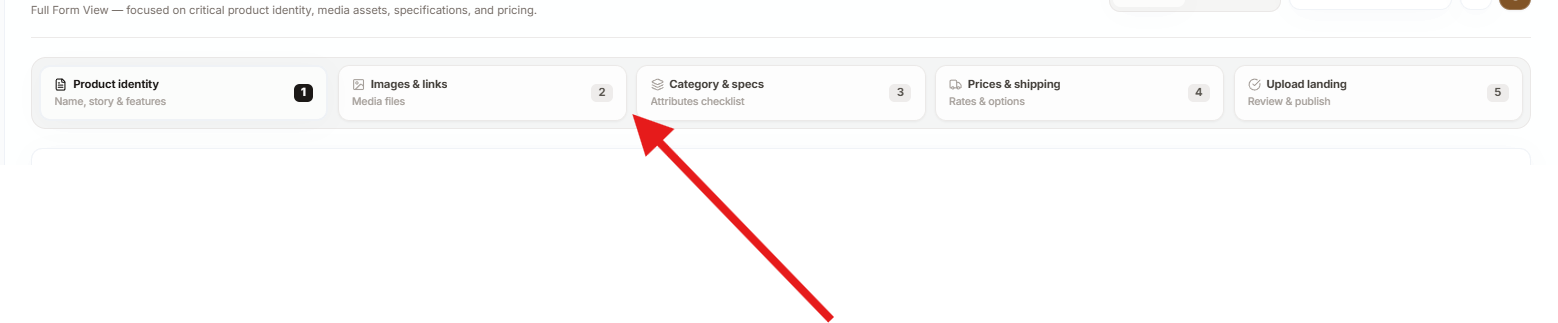 Full Form View — focused on critical product identity, media assets, specifications, and pricing.
Product identity
Name, story & features
1
Images & links
Media files
2
Category & specs
Attributes checklist
3
Prices & shipping
Rates & options
4
Upload landing
Review & publish
5